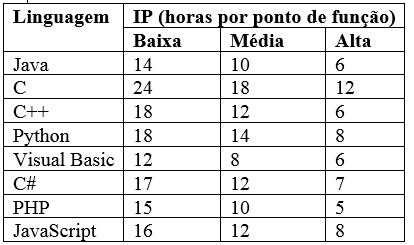 Linguagem IP (horas por ponto de função)
Baixa Média Alta
Java 14 10 6
C 24 18 12
C++ 18 12 6
Python 18 14 8
Visual Basic 12 8 6
C# 17 12 7
PHP 15 10 5
JavaScript 16 12 8